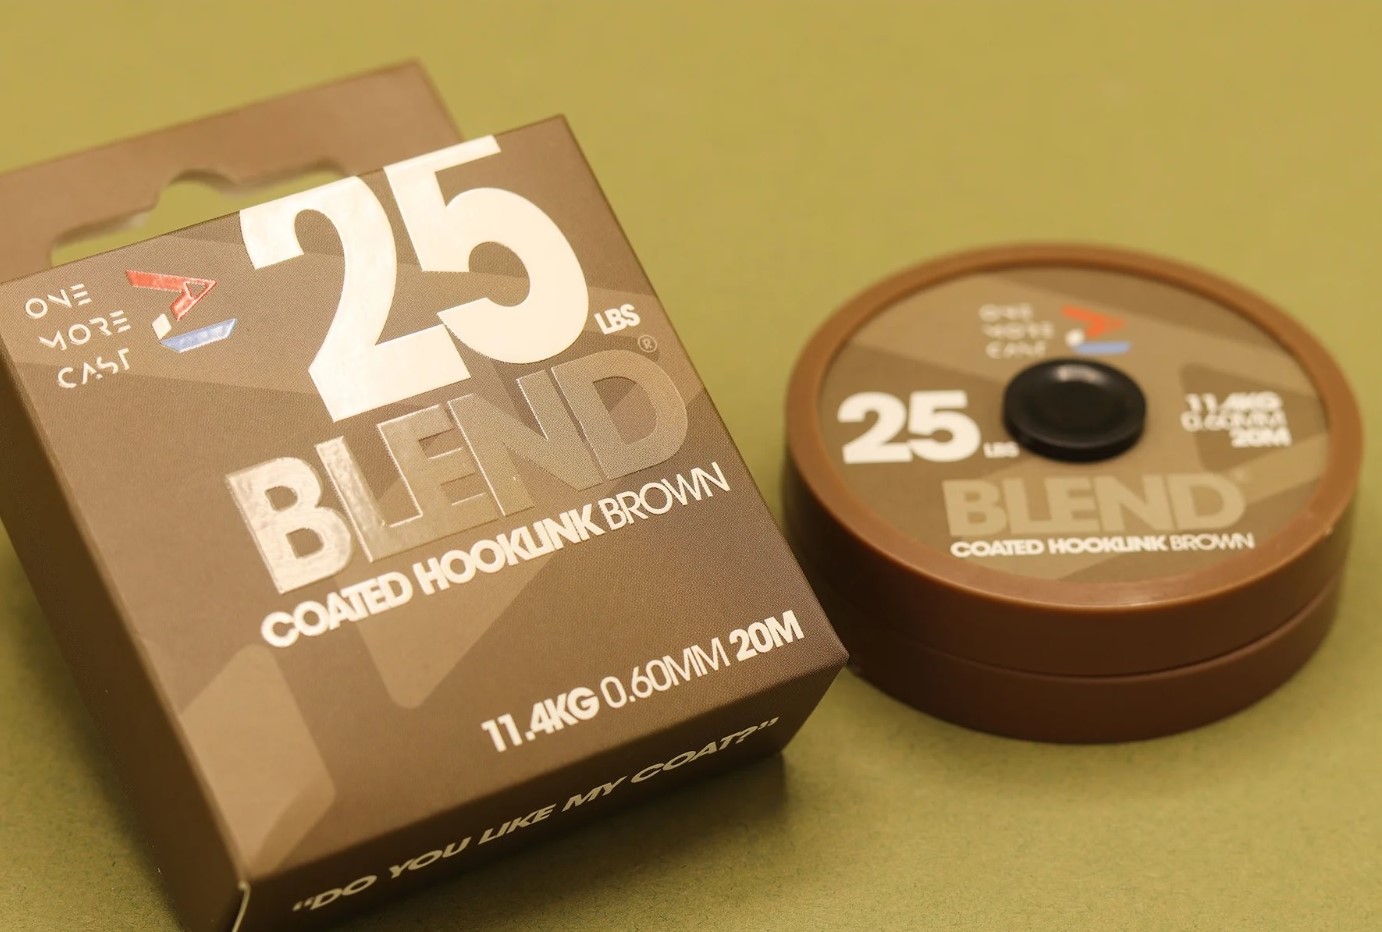 ONE
MORE
CAST
25
LBS
BLEND®
COATED HOOKLINK BROWN
11.4KG 0.60MM 20M
“DO YOU LIKE MY COAT?”
ONE
MORE
CAST
25
LBS
11.4KG
0.60MM
20M
BLEND
COATED HOOKLINK BROWN